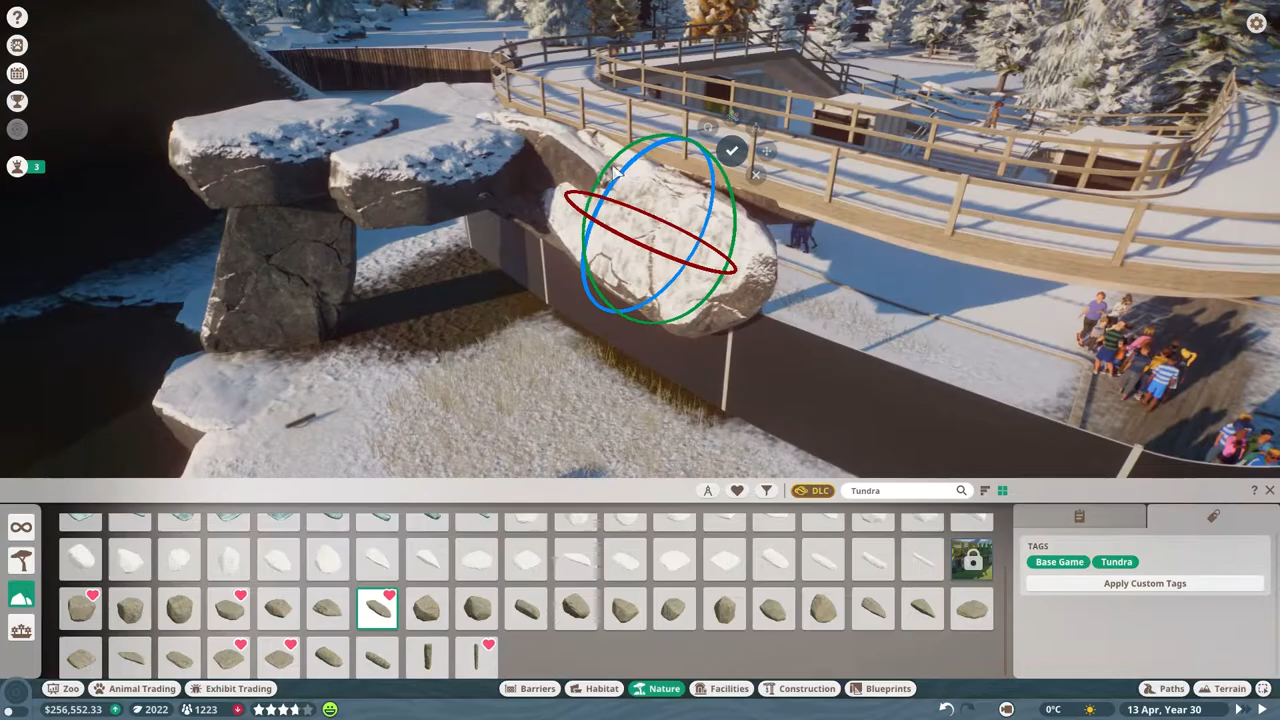 ?
3
DLC
Tundra
?
TAGS
Base Game
Tundra
Apply Custom Tags
Zoo
Animal Trading
Exhibit Trading
Barriers
Habitat
Nature
Facilities
Construction
Blueprints
Paths
Terrain
$256,552.33
2022
1223
0°C
13 Apr, Year 30